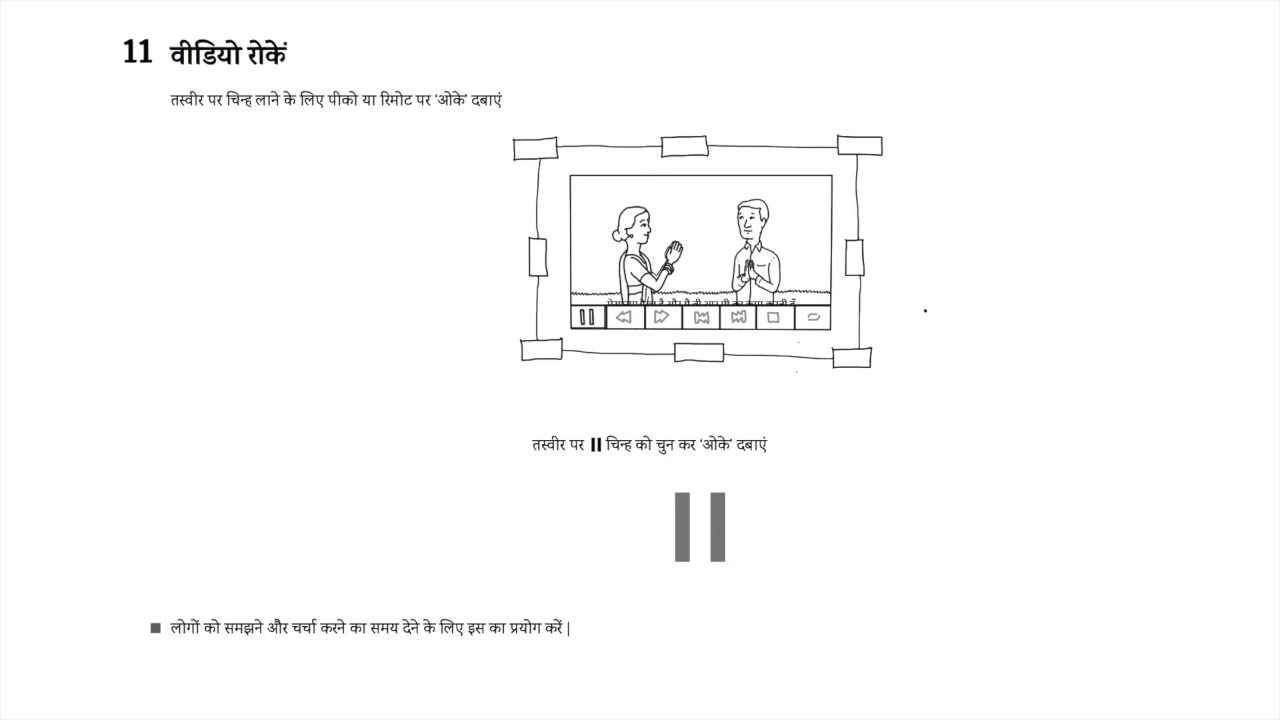 11 वीडियो रोकें
तस्वीर पर चिन्ह लाने के लिए पीको या रिमोट पर ‘ओके’ दबाएं
तस्वीर पर II चिन्ह को चुन कर ‘ओके’ दबाएं
■ लोगों को समझने और चर्चा करने का समय देने के लिए इस का प्रयोग करें |